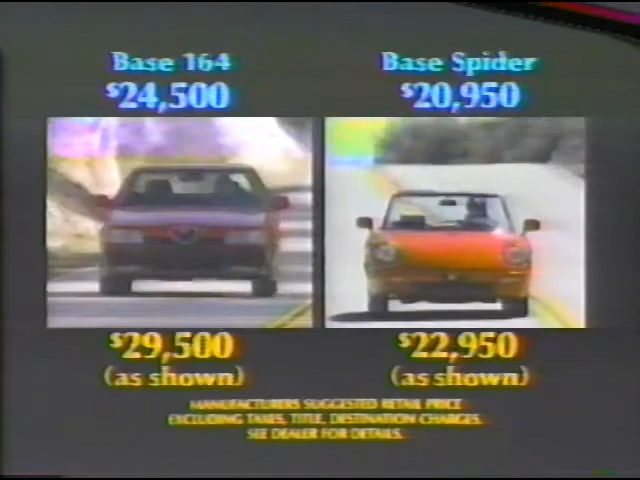 Base 164
$24,500
Base Spider
$20,950
$29,500
(as shown)
$22,950
(as shown)
MANUFACTURERS SUGGESTED RETAIL PRICE
EXCLUDING TAXES, TITLE, DESTINATION CHARGES.
SEE DEALER FOR DETAILS.